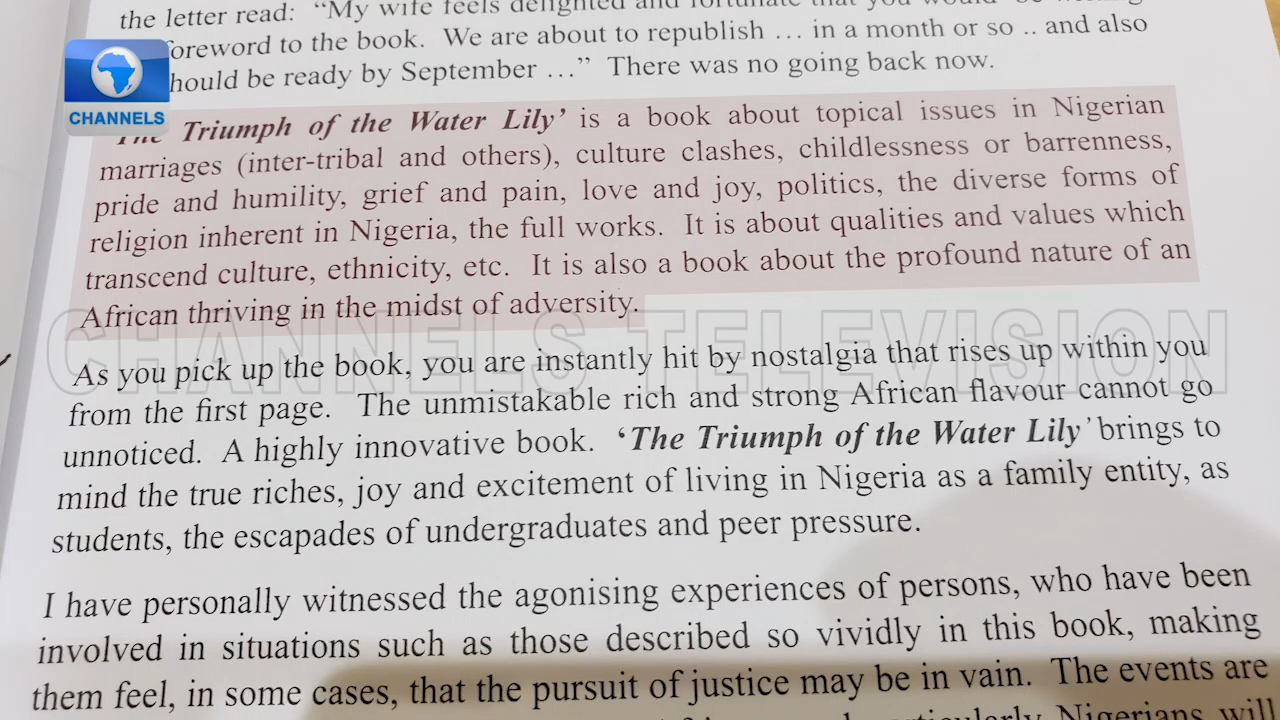 the letter read: "My wife feels delighted and fortunate that you would be
foreword to the book. We are about to republish … in a month or so .. and also
hould be ready by September …" There was no going back now.
CHANNELS
The Triumph of the Water Lily' is a book about topical issues in Nigerian
marriages (inter-tribal and others), culture clashes, childlessness or barrenness,
pride and humility, grief and pain, love and joy, politics, the diverse forms of
religion inherent in Nigeria, the full works. It is about qualities and values which
transcend culture, ethnicity, etc. It is also a book about the profound nature of an
African thriving in the midst of adversity.
CHANNELS TELEVISION
As you pick up the book, you are instantly hit by nostalgia that rises up within you
from the first page. The unmistakable rich and strong African flavour cannot go
unnoticed. A highly innovative book. 'The Triumph of the Water Lily' brings to
mind the true riches, joy and excitement of living in Nigeria as a family entity, as
students, the escapades of undergraduates and peer pressure.
I have personally witnessed the agonising experiences of persons, who have been
involved in situations such as those described so vividly in this book, making
them feel, in some cases, that the pursuit of justice may be in vain. The events are
Nigerians will